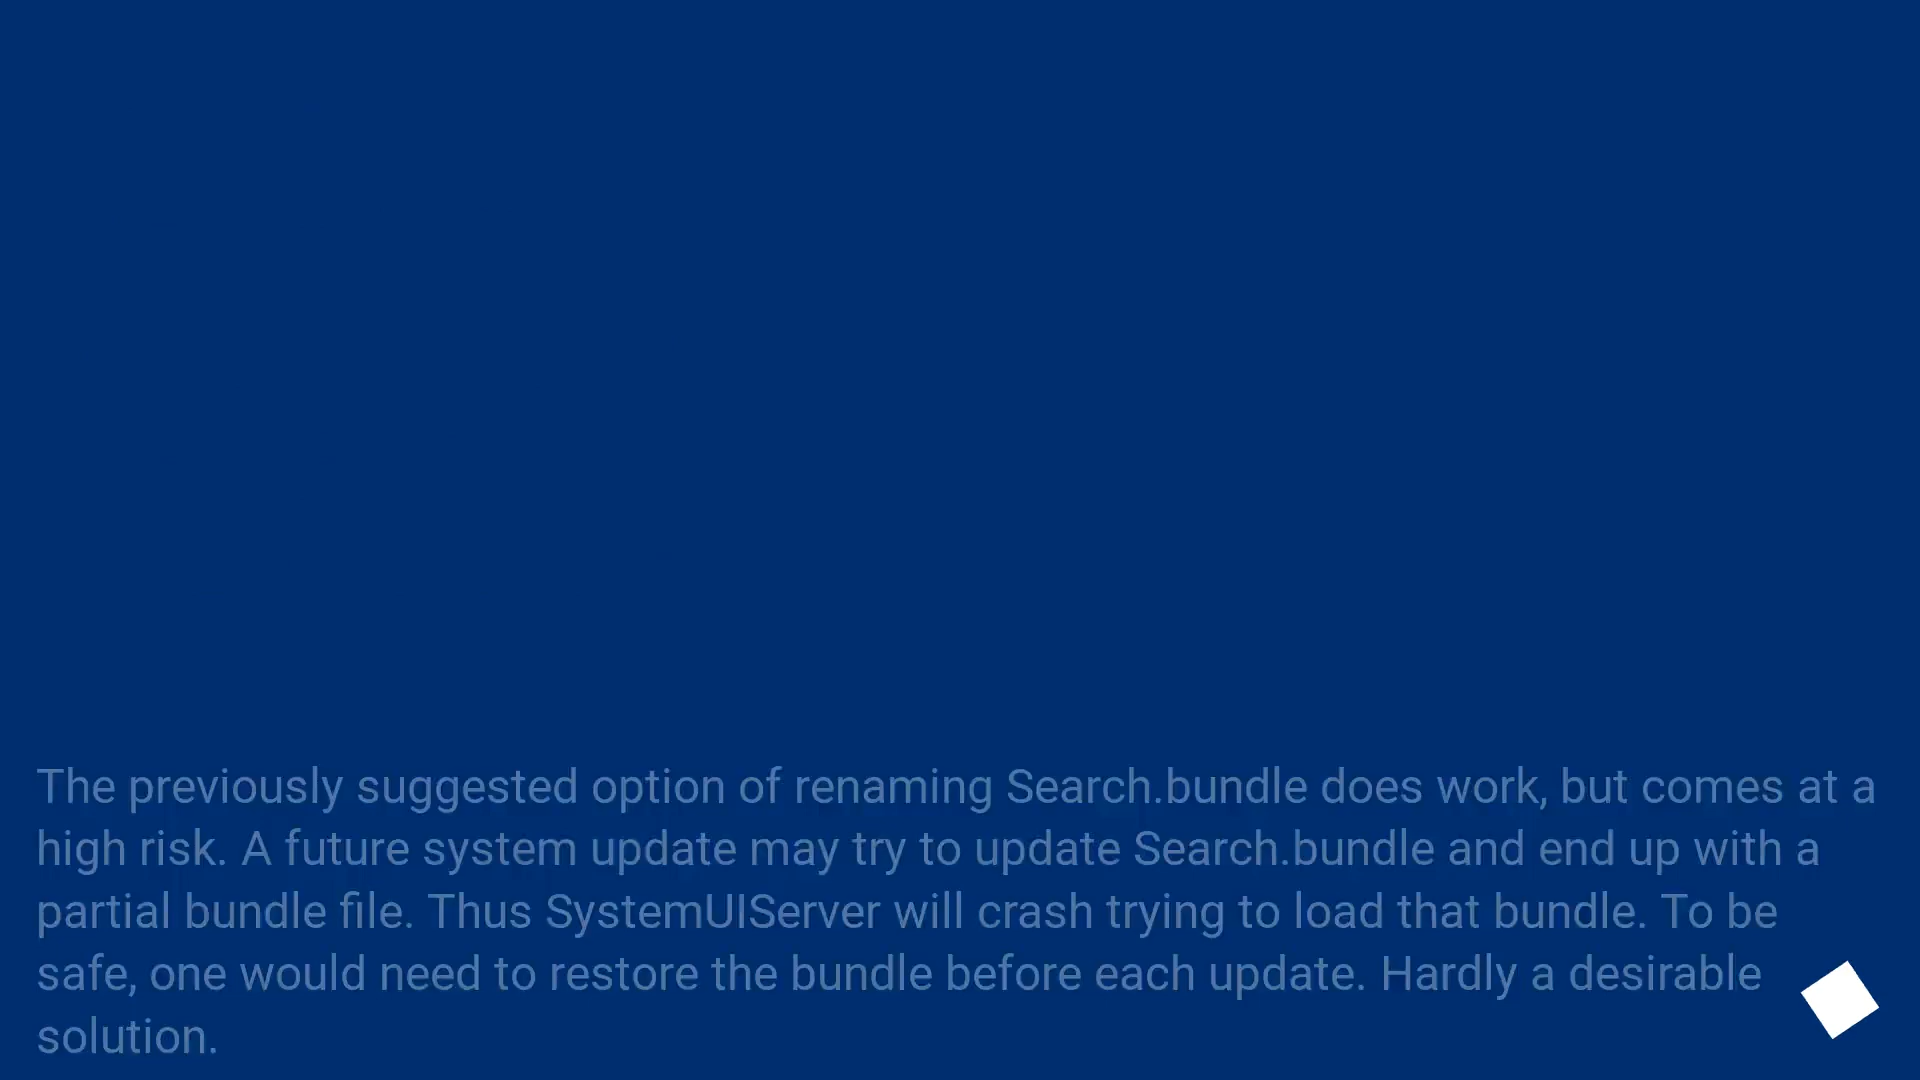 The previously suggested option of renaming Search.bundle does work, but comes at a
high risk. A future system update may try to update Search.bundle and end up with a
partial bundle file. Thus SystemUIServer will crash trying to load that bundle. To be
safe, one would need to restore the bundle before each update. Hardly a desirable
solution.